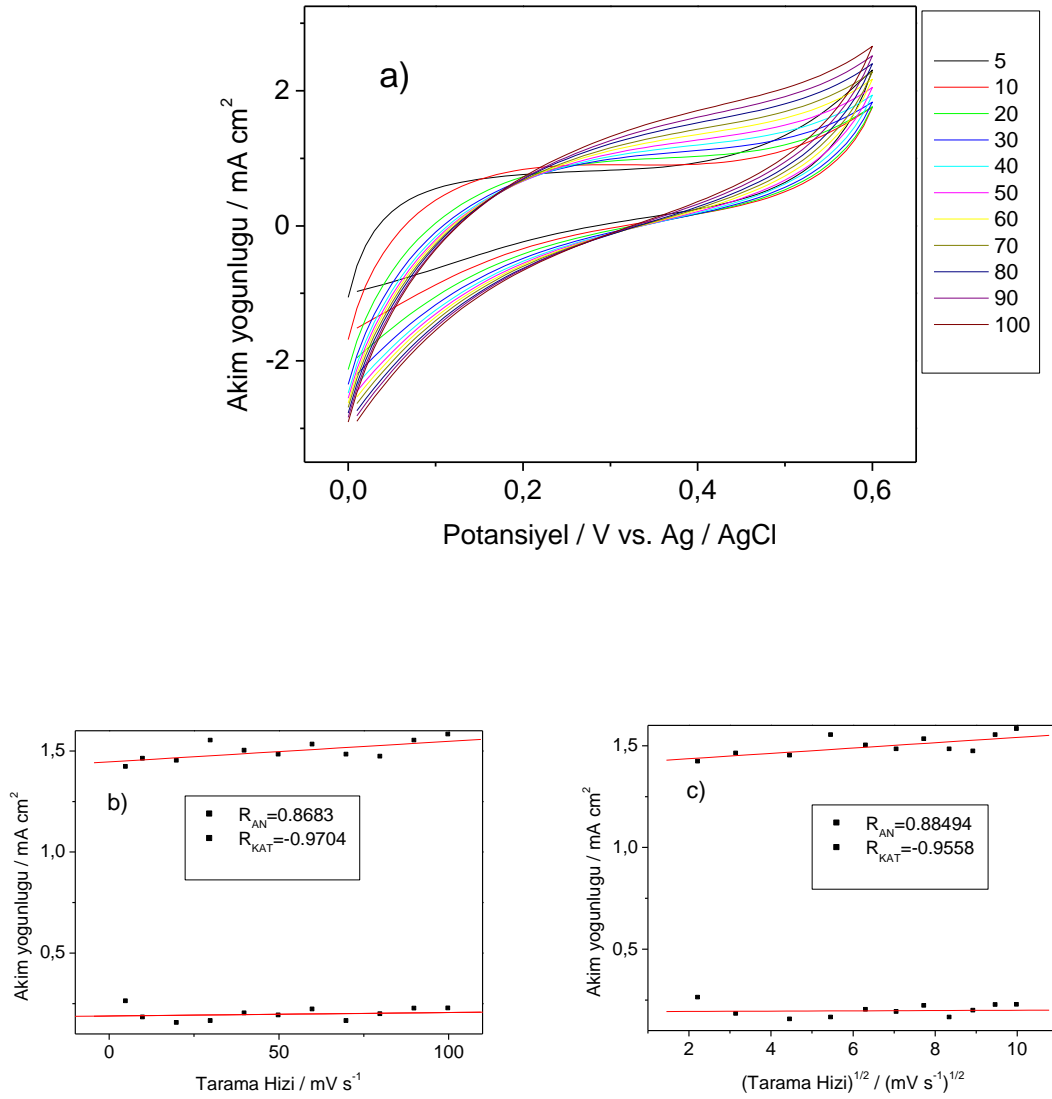 a)
2
0
-2
Akim yogunlugu / mA cm²
0,0 0,2 0,4 0,6
Potansiyel / V vs. Ag / AgCl
5
10
20
30
40
50
60
70
80
90
100
b)
1,5
1,0
0,5
Akim yogunlugu / mA cm²
R_AN=0.8683
R_KAT=-0.9704
0 50 100
Tarama Hizi / mV s⁻¹
c)
1,5
1,0
0,5
Akim yogunlugu / mA cm²
R_AN=0.88494
R_KAT=-0.9558
2 4 6 8 10
(Tarama Hizi)^1/2 / (mV s⁻¹)^1/2